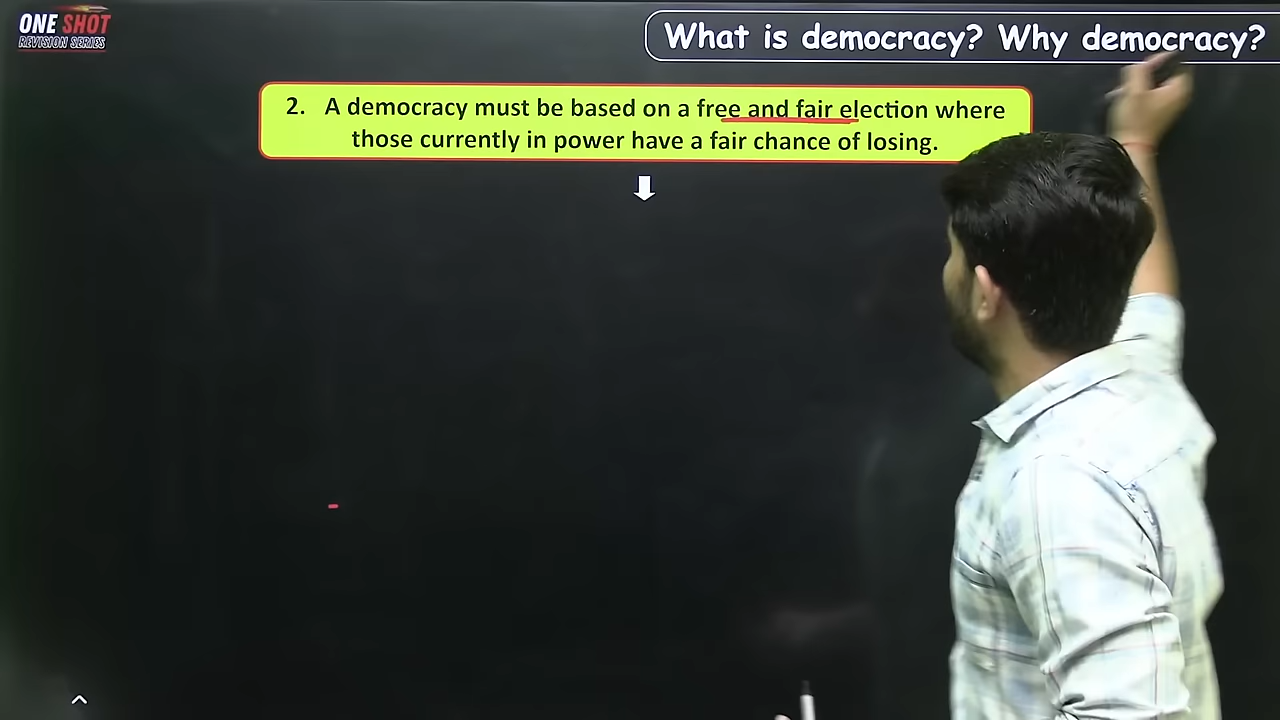 ONE SHOT
REVISION SERIES
What is democracy? Why democracy?
2. A democracy must be based on a free and fair election where
those currently in power have a fair chance of losing.